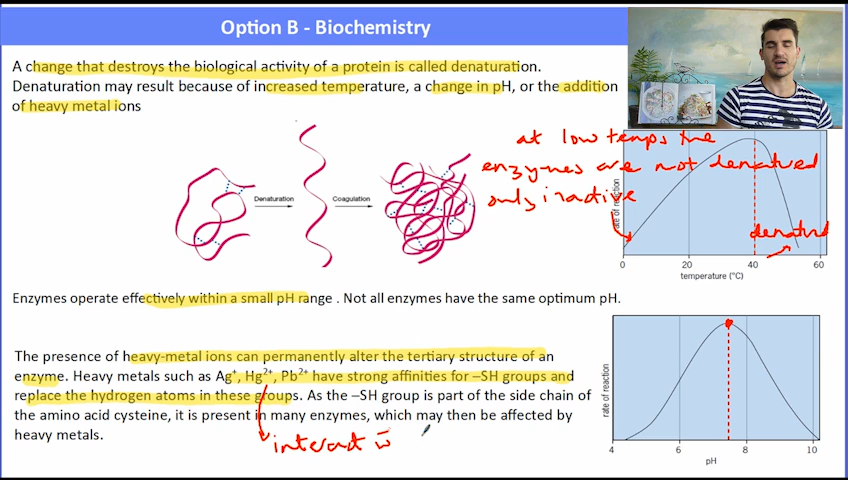 Option B - Biochemistry
A change that destroys the biological activity of a protein is called denaturation.
Denaturation may result because of increased temperature, a change in pH, or the addition
of heavy metal ions
at low temps the
enzymes are not denatured
only inactive
Denaturation
Coagulation
rate of reaction
denatured
0
20
40
60
temperature (°C)
Enzymes operate effectively within a small pH range . Not all enzymes have the same optimum pH.
The presence of heavy-metal ions can permanently alter the tertiary structure of an
enzyme. Heavy metals such as Ag⁺, Hg²⁺, Pb²⁺ have strong affinities for –SH groups and
replace the hydrogen atoms in these groups. As the –SH group is part of the side chain of
the amino acid cysteine, it is present in many enzymes, which may then be affected by
heavy metals.
interact w̄
rate of reaction
4
6
8
10
pH